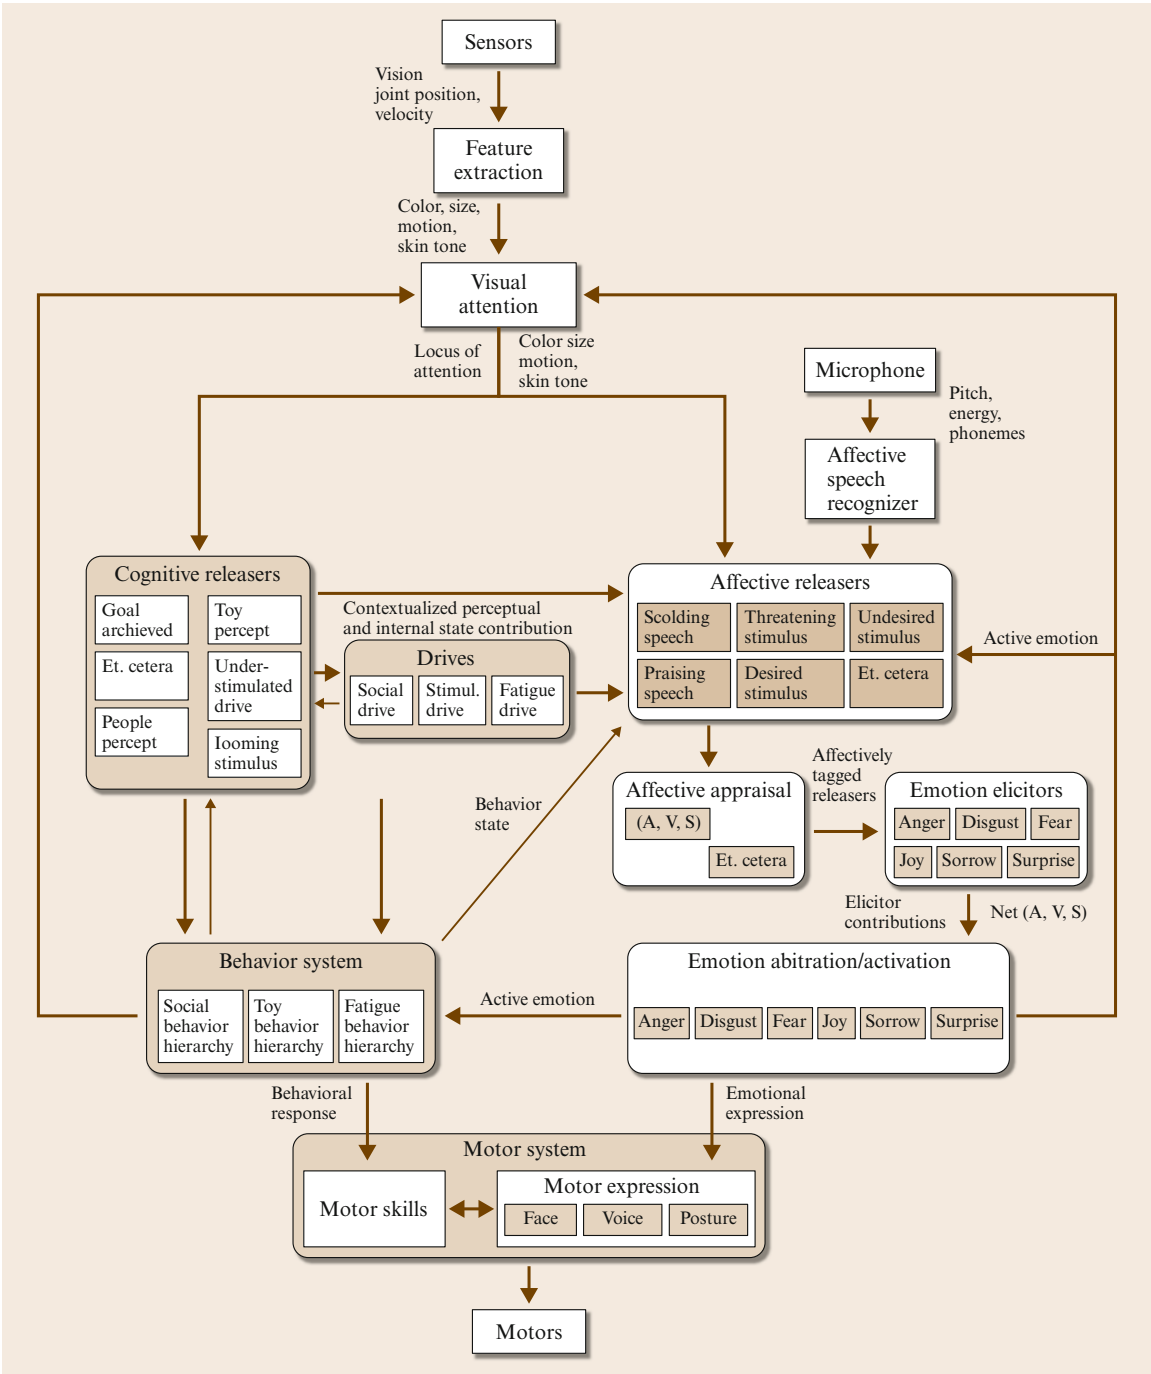 Sensors
Vision
joint position,
velocity
Feature
extraction
Color, size,
motion,
skin tone
Visual
attention
Locus of
attention
Color size
motion,
skin tone
Microphone
Pitch,
energy,
phonemes
Affective
speech
recognizer
Cognitive releasers
Goal
archieved
Toy
percept
Et. cetera
Under-
stimulated
drive
People
percept
Iooming
stimulus
Contextualized perceptual
and internal state contribution
Drives
Social
drive
Stimul.
drive
Fatigue
drive
Affective releasers
Scolding
speech
Threatening
stimulus
Undesired
stimulus
Praising
speech
Desired
stimulus
Et. cetera
Active emotion
Behavior
state
Affective appraisal
(A, V, S)
Et. cetera
Affectively
tagged
releasers
Emotion elicitors
Anger
Disgust
Fear
Joy
Sorrow
Surprise
Elicitor
contributions
Net (A, V, S)
Behavior system
Social
behavior
hierarchy
Toy
behavior
hierarchy
Fatigue
behavior
hierarchy
Active emotion
Emotion abitration/activation
Anger
Disgust
Fear
Joy
Sorrow
Surprise
Behavioral
response
Emotional
expression
Motor system
Motor skills
Motor expression
Face
Voice
Posture
Motors